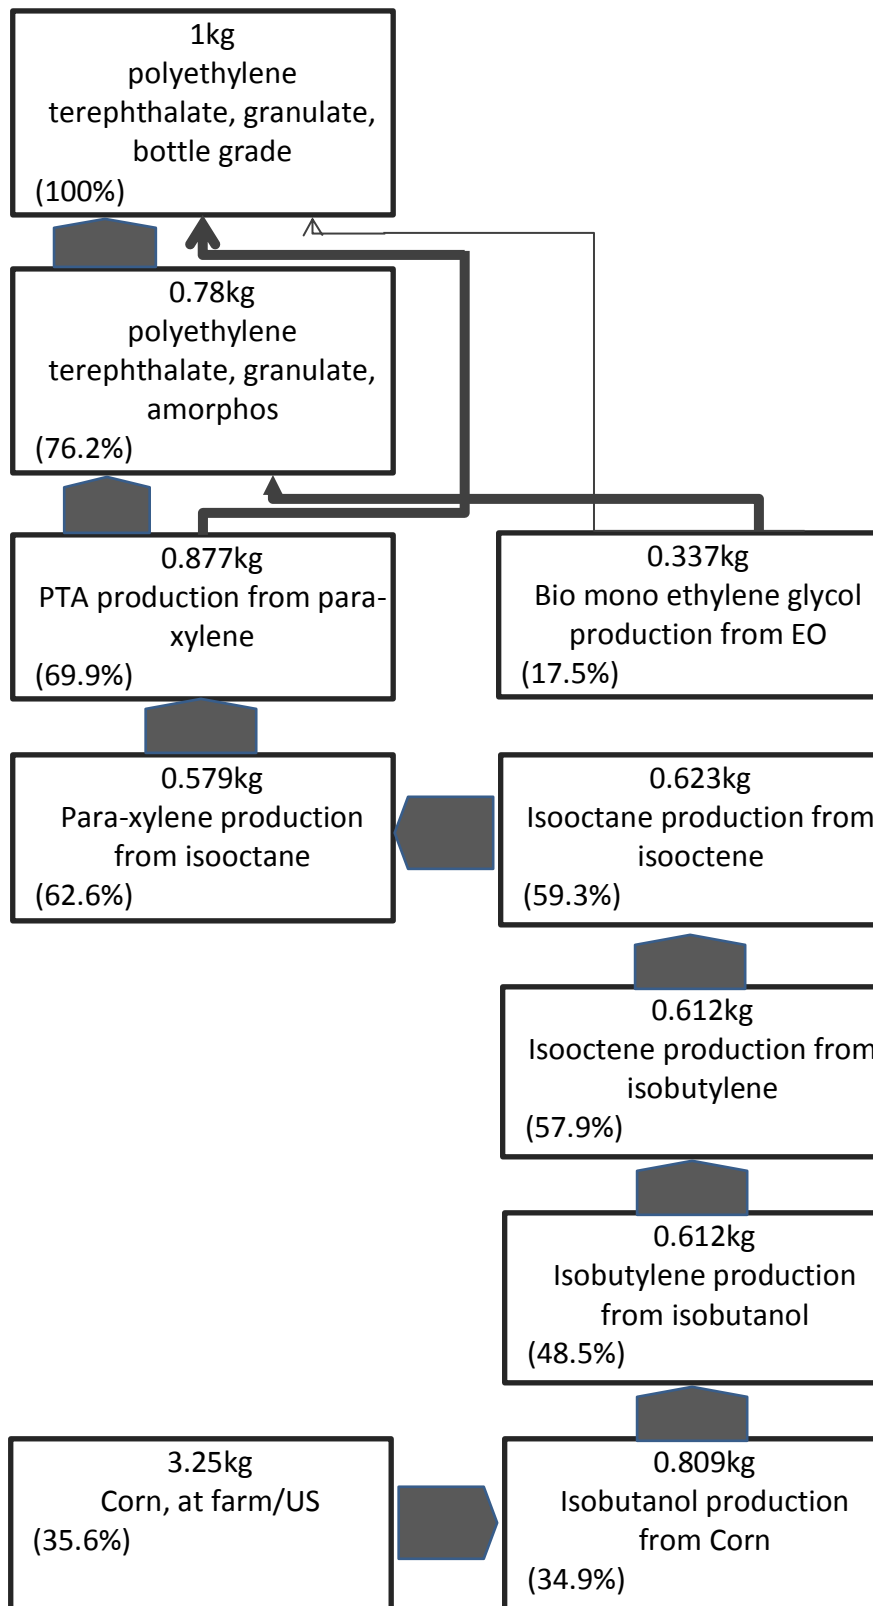 1kg
polyethylene
terephthalate, granulate,
bottle grade
(100%)
0.78kg
polyethylene
terephthalate, granulate,
amorphos
(76.2%)
0.877kg
PTA production from para-
xylene
(69.9%)
0.337kg
Bio mono ethylene glycol
production from EO
(17.5%)
0.579kg
Para-xylene production
from isooctane
(62.6%)
0.623kg
Isooctane production from
isooctene
(59.3%)
0.612kg
Isooctene production from
isobutylene
(57.9%)
0.612kg
Isobutylene production
from isobutanol
(48.5%)
3.25kg
Corn, at farm/US
(35.6%)
0.809kg
Isobutanol production
from Corn
(34.9%)